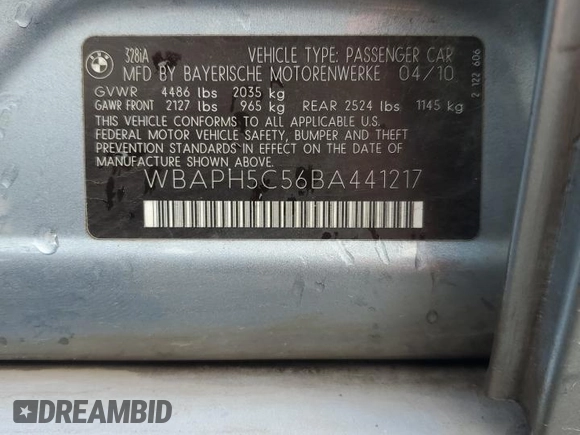 BMW
328iA VEHICLE TYPE: PASSENGER CAR
MFD BY BAYERISCHE MOTORENWERKE 04/10
GVWR 4486 lbs 2035 kg
GAWR FRONT 2127 lbs 965 kg REAR 2524 lbs 1145 kg
THIS VEHICLE CONFORMS TO ALL APPLICABLE U.S.
FEDERAL MOTOR VEHICLE SAFETY, BUMPER AND THEFT
PREVENTION STANDARDS IN EFFECT ON THE DATE OF
MANUFACTURE SHOWN ABOVE.
WBAPH5C56BA441217
2 122 606
DREAMBID